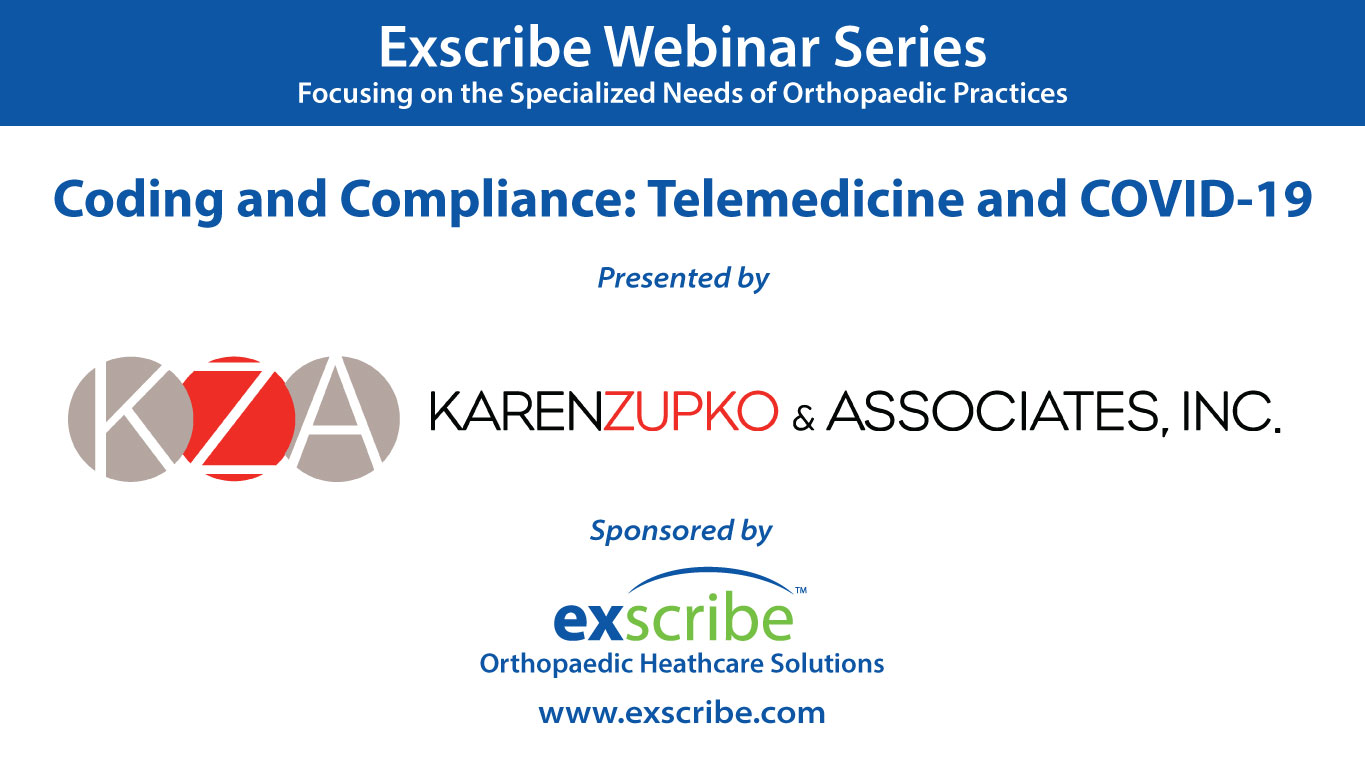 Exscribe Webinar Series
Focusing on the Specialized Needs of Orthopaedic Practices
Coding and Compliance: Telemedicine and COVID-19
Presented by
KZA KARENZUPKO & ASSOCIATES, INC.
Sponsored by
exscribe™
Orthopaedic Heathcare Solutions
www.exscribe.com